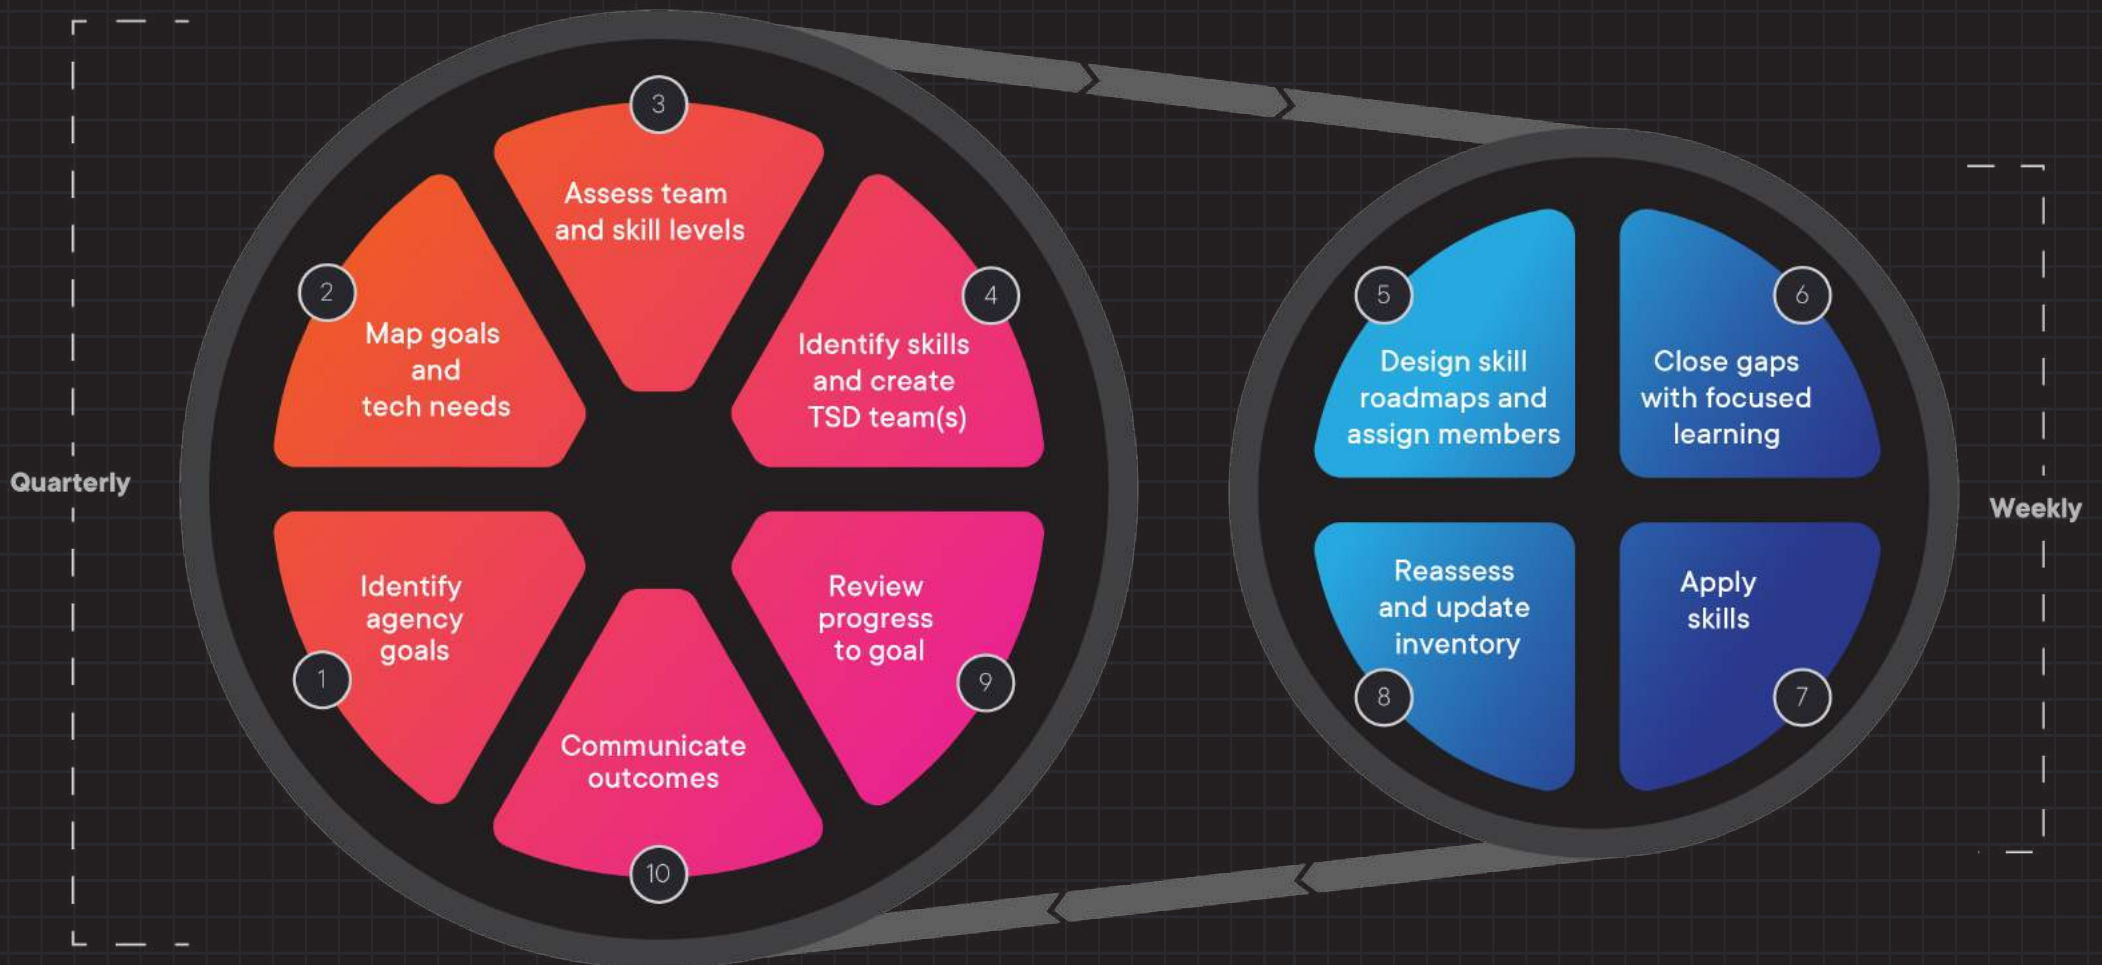 Quarterly
1
Identify
agency
goals
2
Map goals
and
tech needs
3
Assess team
and skill levels
4
Identify skills
and create
TSD team(s)
5
Design skill
roadmaps and
assign members
6
Close gaps
with focused
learning
7
Apply
skills
8
Reassess
and update
inventory
9
Review
progress
to goal
10
Communicate
outcomes
Weekly